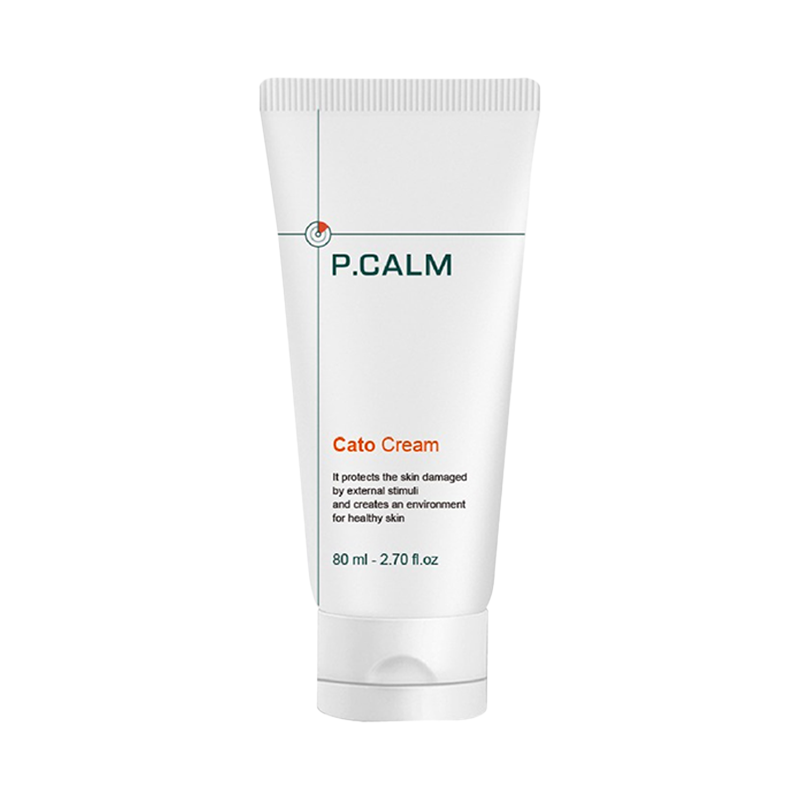 P.CALM
Cato Cream
It protects the skin damaged
by external stimuli
and creates an environment
for healthy skin
80 ml - 2.70 fl.oz